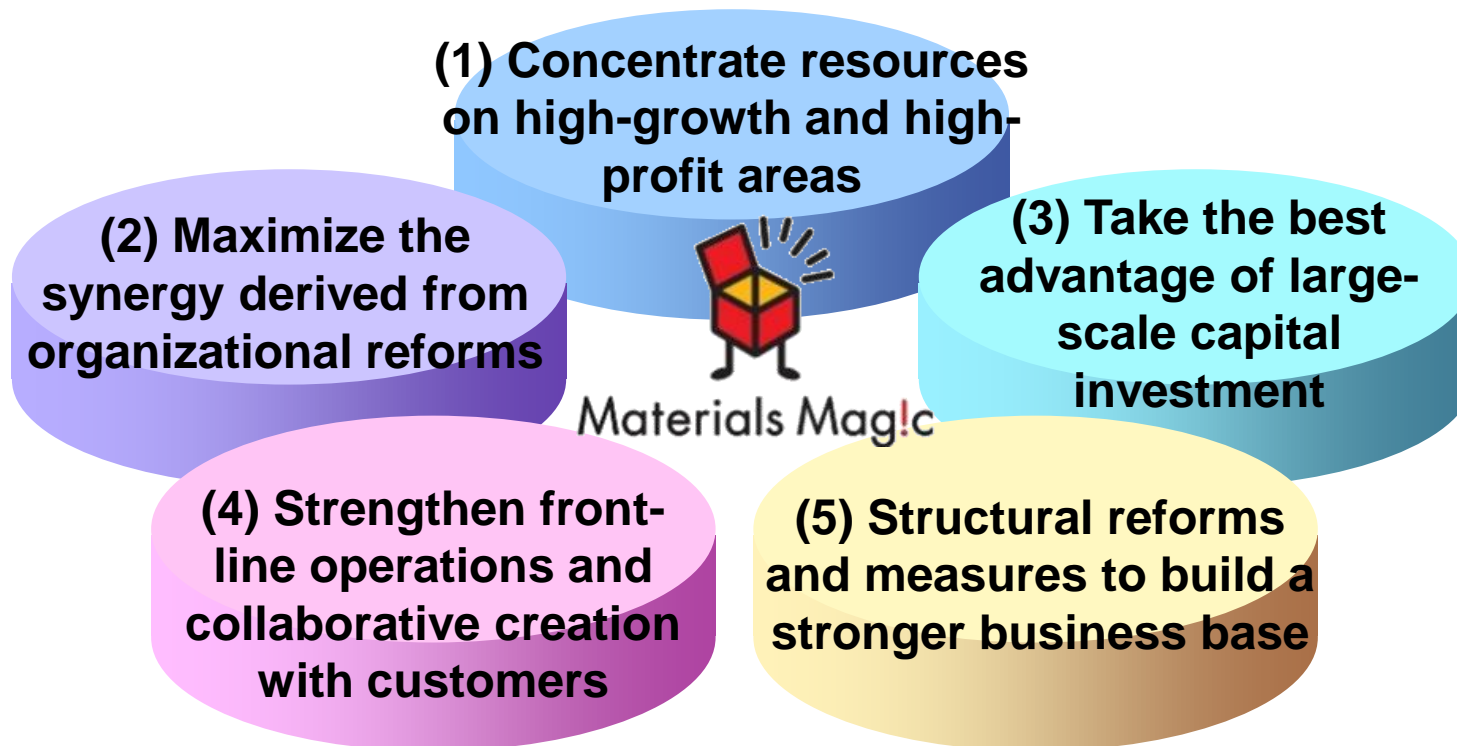 (1) Concentrate resources
on high-growth and high-
profit areas
(2) Maximize the
synergy derived from
organizational reforms
(3) Take the best
advantage of large-
scale capital
investment
Materials Mag!c
(4) Strengthen front-
line operations and
collaborative creation
with customers
(5) Structural reforms
and measures to build a
stronger business base